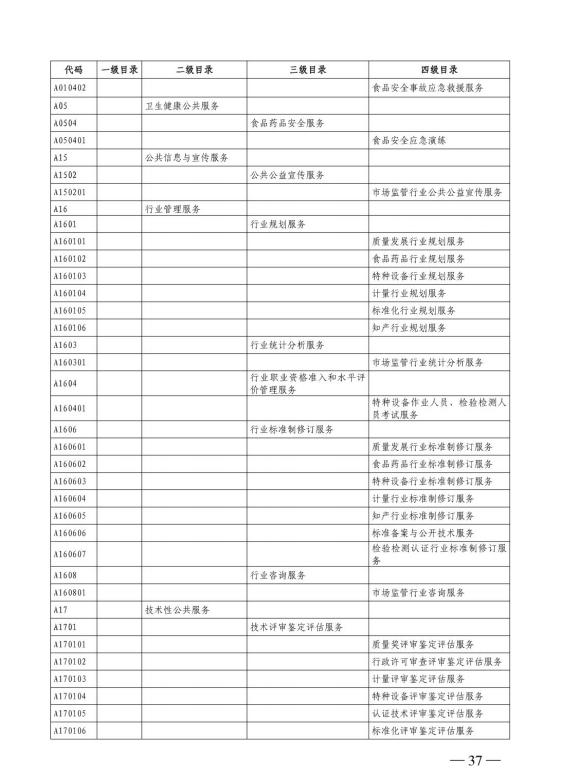 代码 一级目录 二级目录 三级目录 四级目录
A010402 食品安全事故应急救援服务
A05 卫生健康公共服务
A0504 食品药品安全服务
A050401 食品安全应急演练
A15 公共信息与宣传服务
A1502 公共公益宣传服务
A150201 市场监管行业公共公益宣传服务
A16 行业管理服务
A1601 行业规划服务
A160101 质量发展行业规划服务
A160102 食品药品行业规划服务
A160103 特种设备行业规划服务
A160104 计量行业规划服务
A160105 标准化行业规划服务
A160106 知产行业规划服务
A1603 行业统计分析服务
A160301 市场监管行业统计分析服务
A1604 行业职业资格准入和水平评
价管理服务
A160401 特种设备作业人员、检验检测人
员考试服务
A1606 行业标准制修订服务
A160601 质量发展行业标准制修订服务
A160602 食品药品行业标准制修订服务
A160603 特种设备行业标准制修订服务
A160604 计量行业标准制修订服务
A160605 知产行业标准制修订服务
A160606 标准备案与公开技术服务
A160607 检验检测认证行业标准制修订服
务
A1608 行业咨询服务
A160801 市场监管行业咨询服务
A17 技术性公共服务
A1701 技术评审鉴定评估服务
A170101 质量奖评审鉴定评估服务
A170102 行政许可审查评审鉴定评估服务
A170103 计量评审鉴定评估服务
A170104 特种设备评审鉴定评估服务
A170105 认证技术评审鉴定评估服务
A170106 标准化评审鉴定评估服务
— 37 —